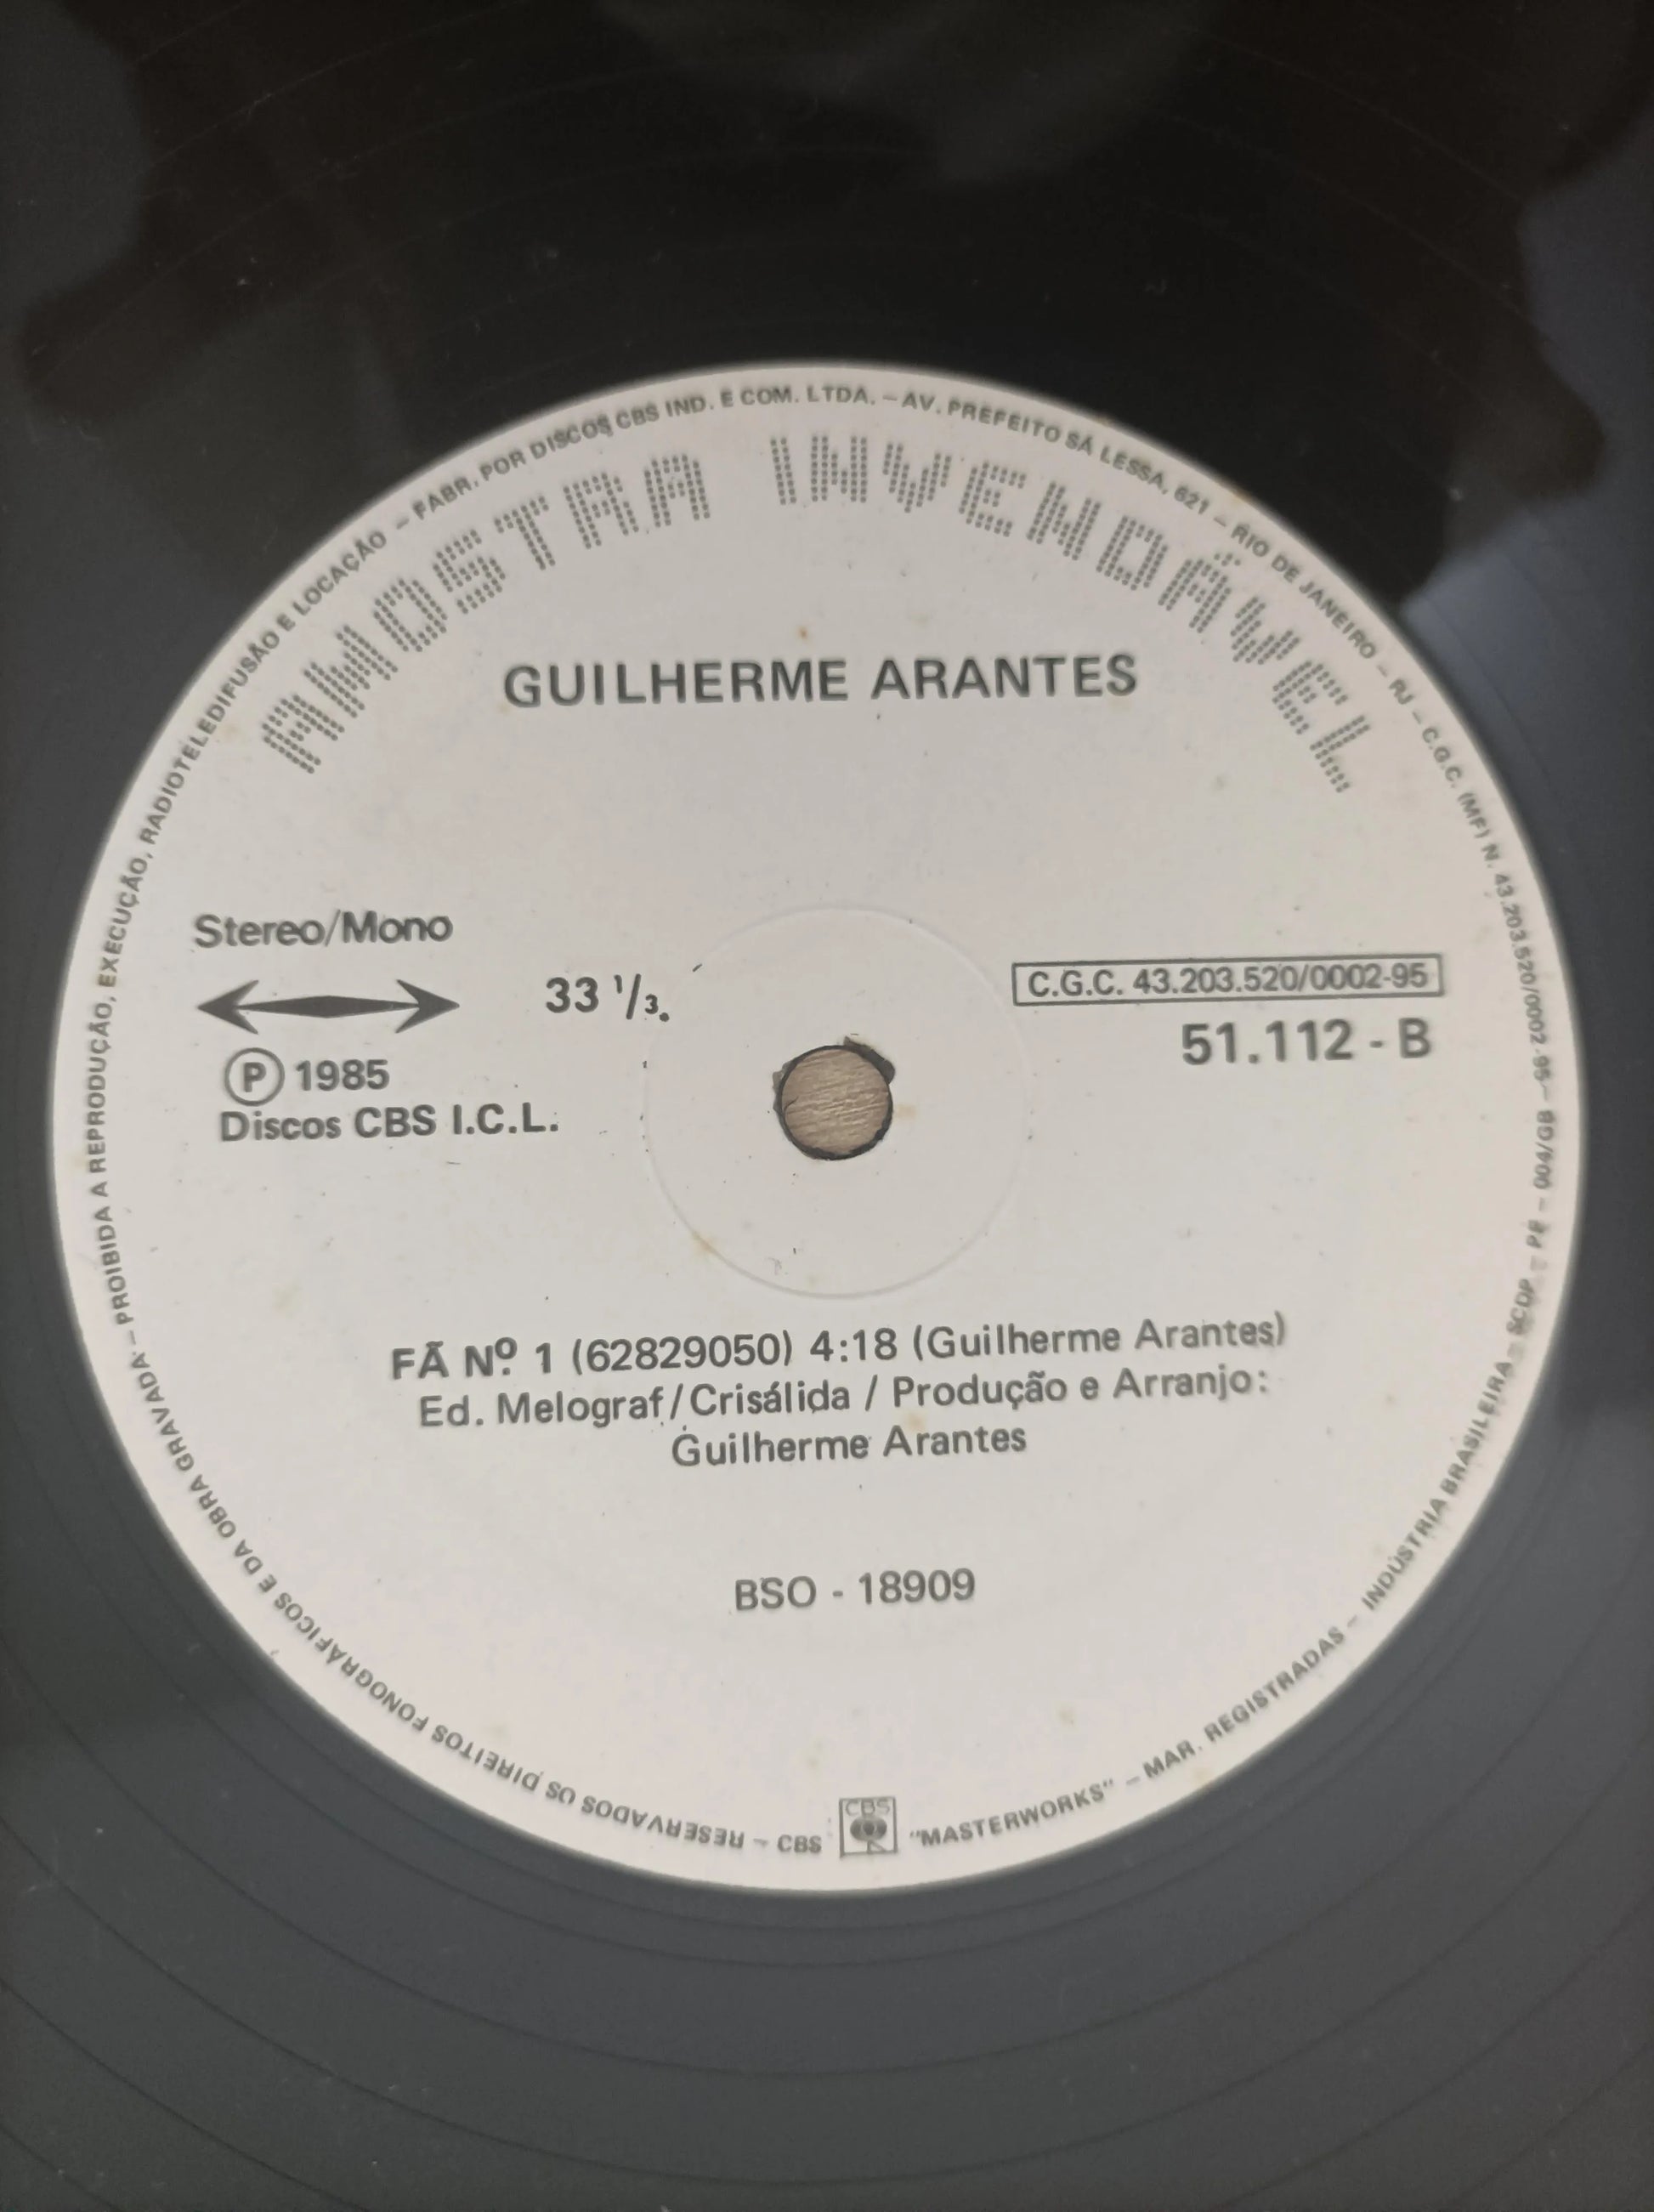 AMOSTRA INVENDÁVEL
GUILHERME ARANTES
Stereo/Mono
33 1/3.
Ⓟ 1985
Discos CBS I.C.L.
C.G.C. 43.203.520/0002-95
51.112 - B
FÃ Nº 1 (62829050) 4:18 (Guilherme Arantes)
Ed. Melograf/Crisálida / Produção e Arranjo:
Guilherme Arantes
BSO - 18909
CBS – RESERVADOS OS DIREITOS FONOGRÁFICOS E DA OBRA GRAVADA – PROIBIDA A REPRODUÇÃO, EXECUÇÃO, RADIOTELEDIFUSÃO E LOCAÇÃO – FABR. POR DISCOS CBS IND. E COM. LTDA. – AV. PREFEITO SÁ LESSA, 621 – RIO DE JANEIRO – RJ – C.G.C. (MF) N. 43.203.520/0002-95 – SCDP – PF – 004/GB
CBS "MASTERWORKS" – MAR. REGISTRADAS – INDÚSTRIA BRASILEIRA